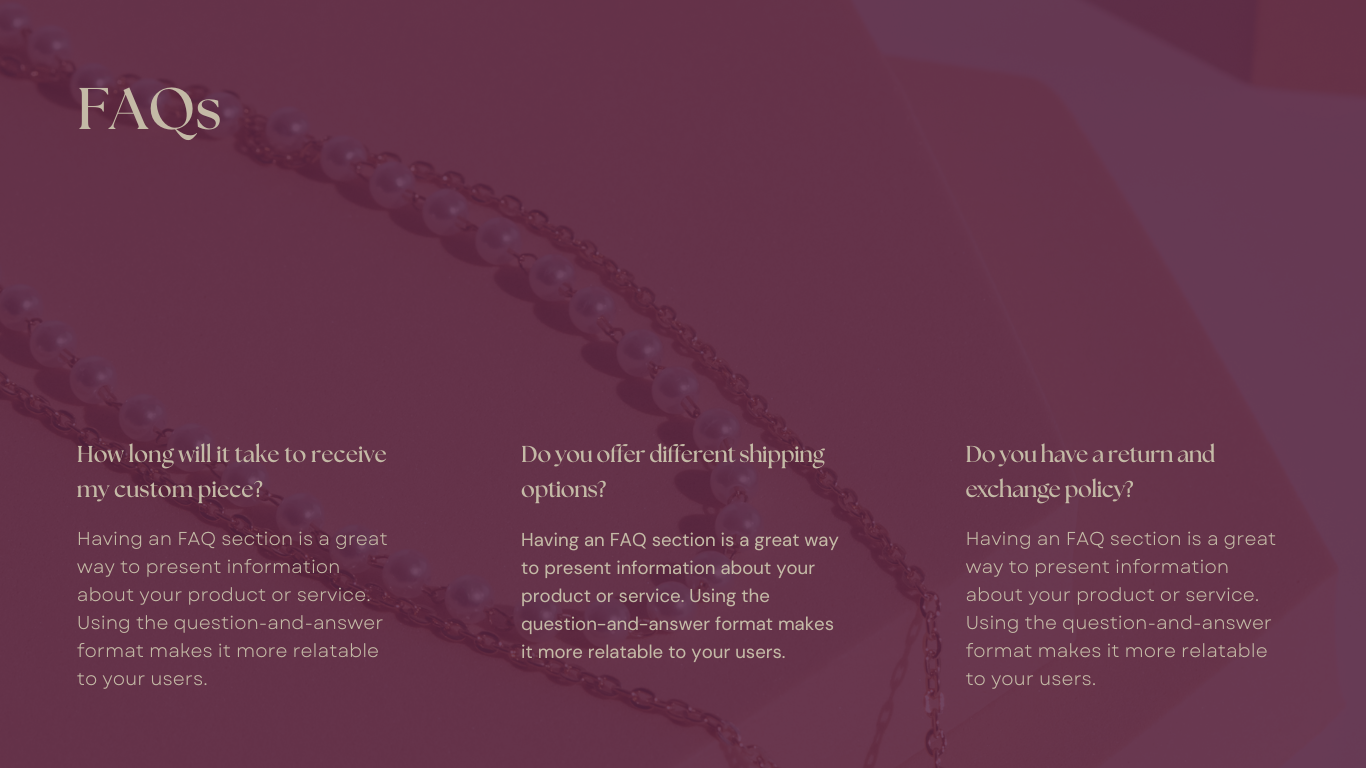 FAQs
How long will it take to receive
my custom piece?
Having an FAQ section is a great
way to present information
about your product or service.
Using the question-and-answer
format makes it more relatable
to your users.
Do you offer different shipping
options?
Having an FAQ section is a great way
to present information about your
product or service. Using the
question-and-answer format makes
it more relatable to your users.
Do you have a return and
exchange policy?
Having an FAQ section is a great
way to present information
about your product or service.
Using the question-and-answer
format makes it more relatable
to your users.